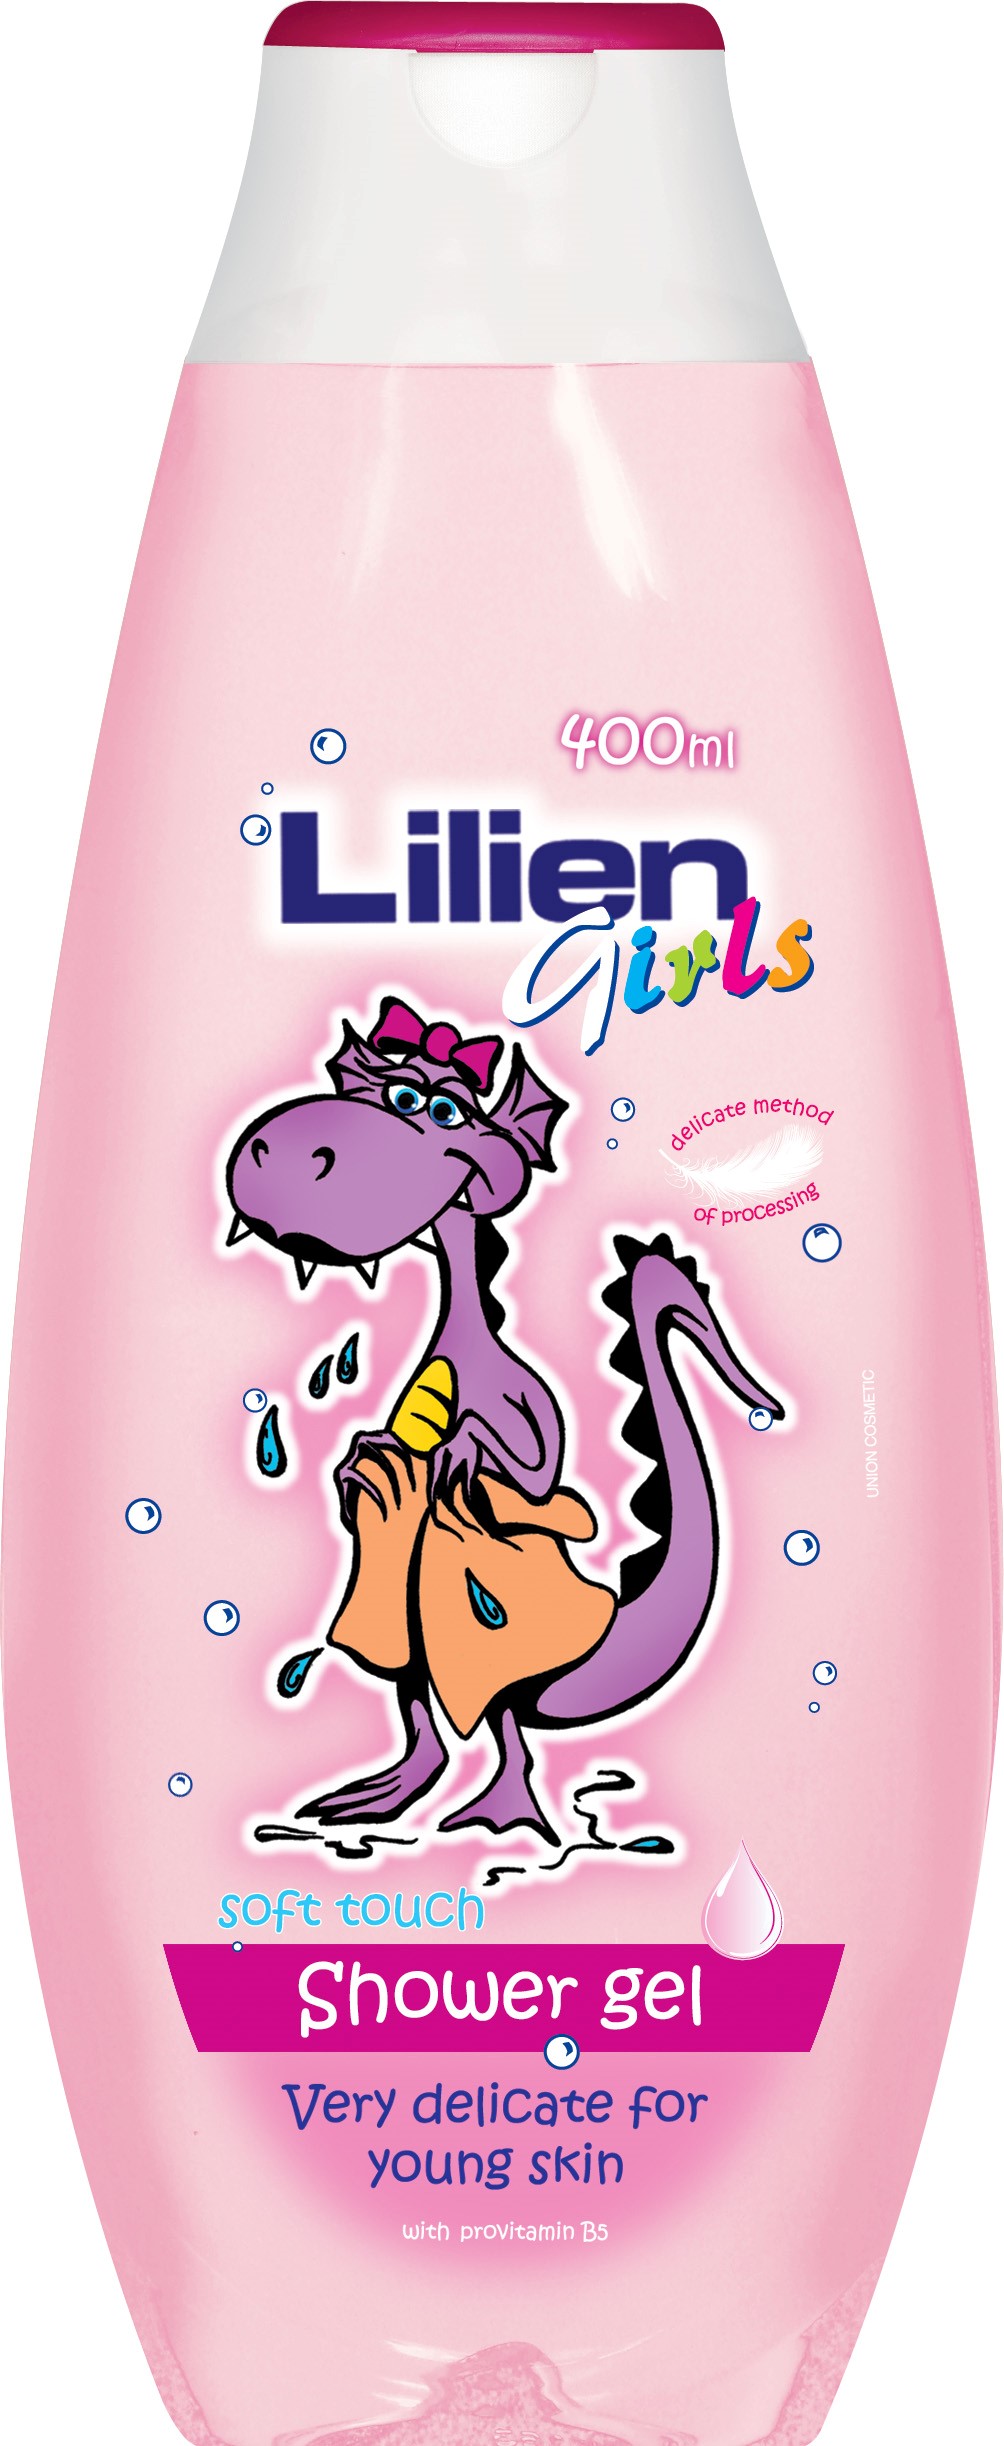 400ml
Lilien
Girls
delicate method
of processing
UNION COSMETIC
soft touch
Shower gel
Very delicate for
young skin
with provitamin B5